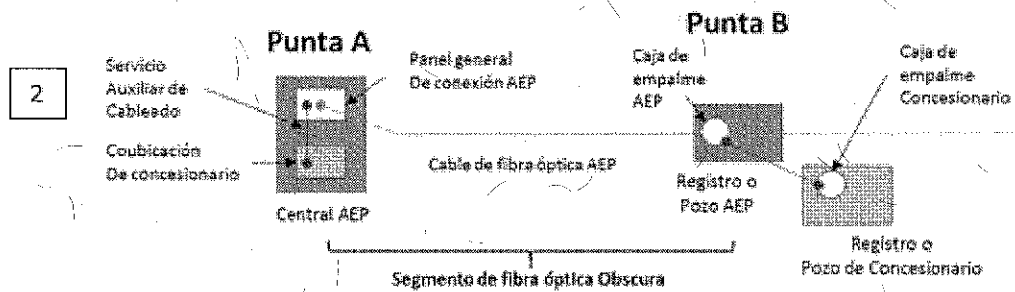 2
Punta A
Servicio
Auxiliar de
Cableado
Coubicación
De concesionario
Central AEP
Panel general
De conexión AEP
Cable de fibra óptica AEP
Punta B
Caja de
empalme
AEP
Registro o
Pozo AEP
Caja de
empalme
Concesionario
Registro o
Pozo de Concesionario
Segmento de fibra óptica Obscura